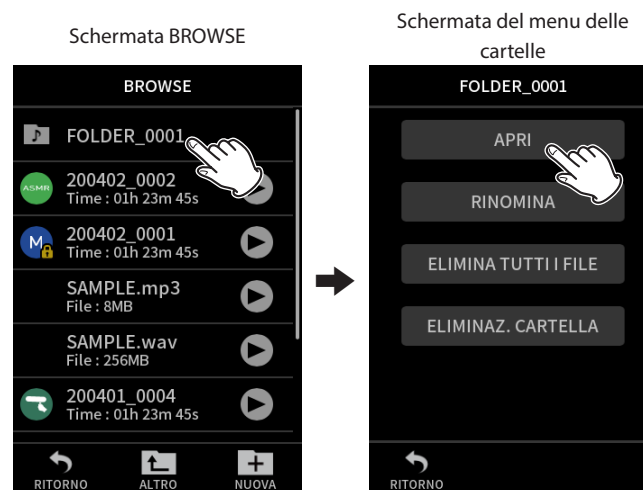 Schermata BROWSE
BROWSE
FOLDER_0001
ASMR
200402_0002
Time : 01h 23m 45s
M
200402_0001
Time : 01h 23m 45s
SAMPLE.mp3
File : 8MB
SAMPLE.wav
File : 256MB
200401_0004
Time : 01h 23m 45s
RITORNO
ALTRO
NUOVA
Schermata del menu delle
cartelle
FOLDER_0001
APRI
RINOMINA
ELIMINA TUTTI I FILE
ELIMINAZ. CARTELLA
RITORNO